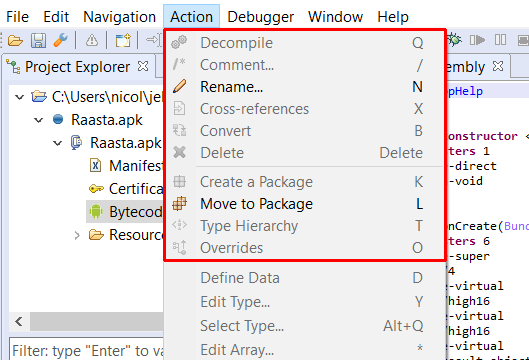 File Edit Navigation Action Debugger Window Help
Project Explorer
C:\Users\nicol\je
Raasta.apk
Raasta.apk
Manifest
Certifica
Bytecod
Resourc
Filter: type "Enter" to va
Decompile Q
Comment... /
Rename... N
Cross-references X
Convert B
Delete Delete
Create a Package K
Move to Package L
Type Hierarchy T
Overrides O
Define Data D
Edit Type... Y
Select Type... Alt+Q
Edit Array... *
embly
pHelp
onstructor <
ters 1
-direct
-void
nCreate(Bund
ters 6
-super
/4
e-virtual
/high16
e-virtual
/high16
e-virtual